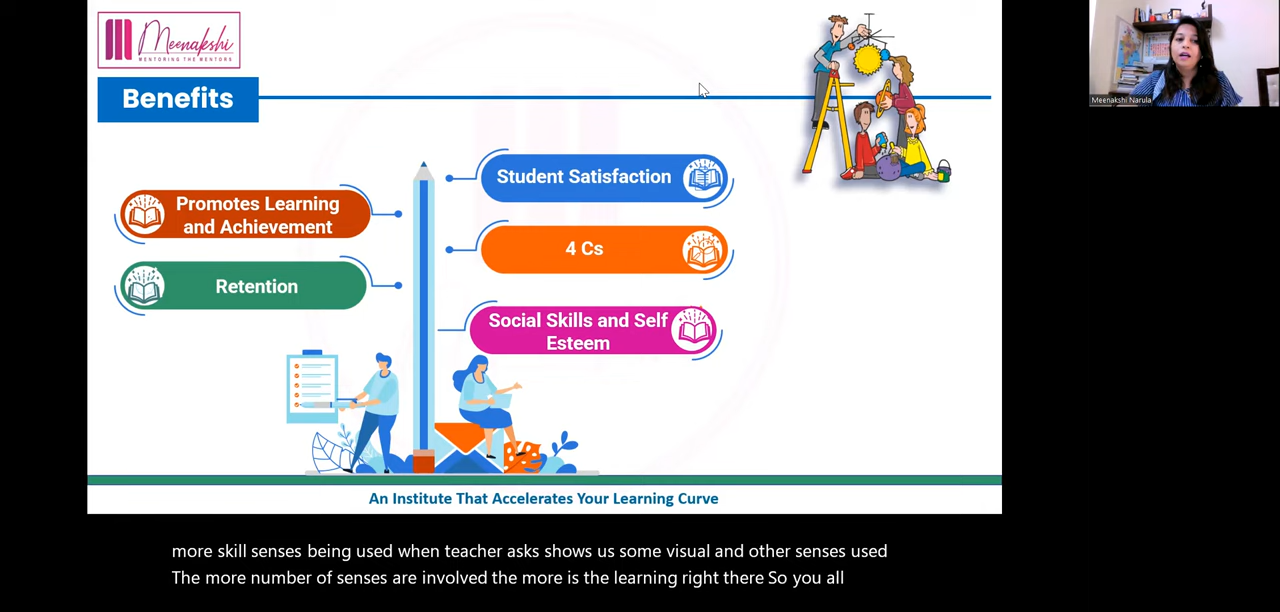 Meenakshi
MENTORING THE MENTORS
Benefits
Promotes Learning
and Achievement
Retention
Student Satisfaction
4 Cs
Social Skills and Self
Esteem
An Institute That Accelerates Your Learning Curve
Meenakshi Narula
more skill senses being used when teacher asks shows us some visual and other senses used
The more number of senses are involved the more is the learning right there So you all